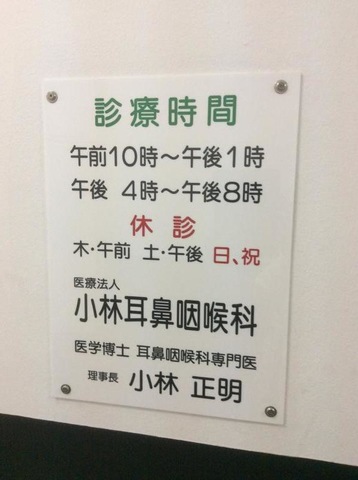 診療時間
午前10時～午後1時
午後 4時～午後8時
休診
木・午前 土・午後 日、祝
医療法人
小林耳鼻咽喉科
医学博士 耳鼻咽喉科専門医
理事長 小林 正明